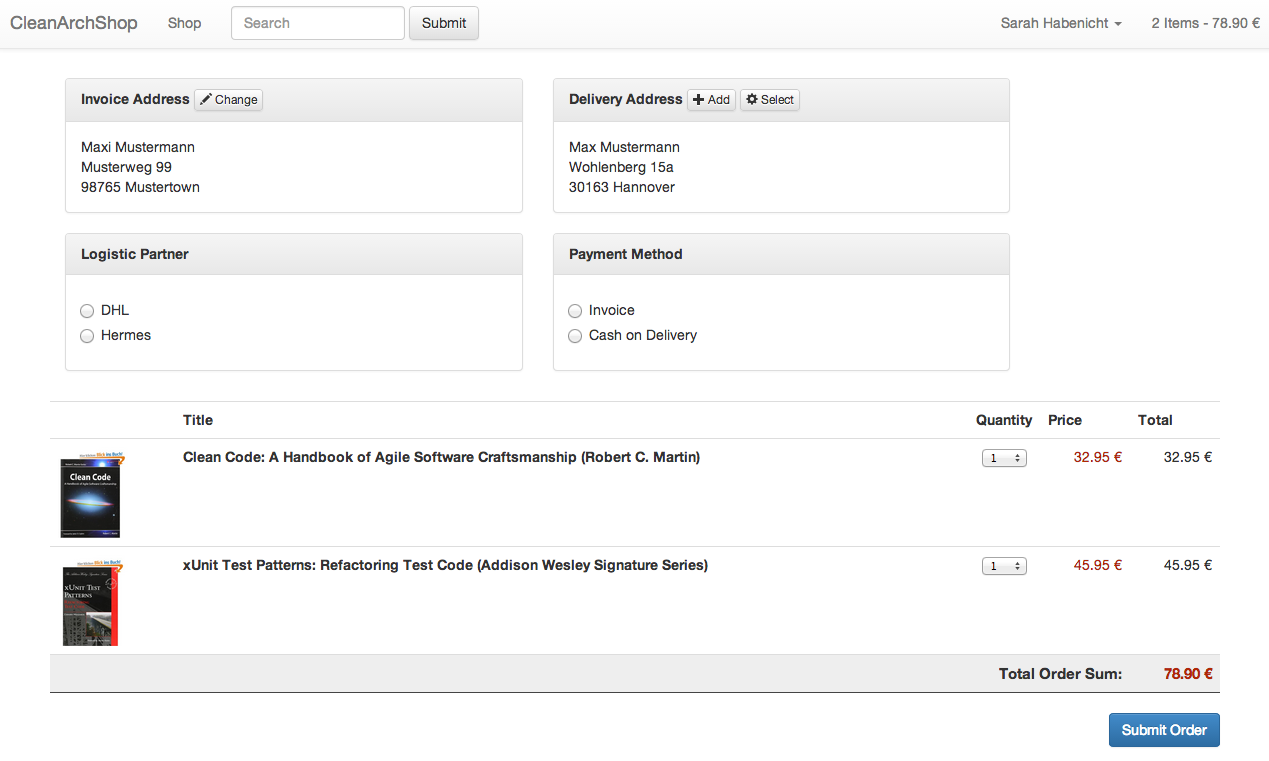 CleanArchShop Shop Search Submit Sarah Habenicht 2 Items - 78.90 €
Invoice Address Change
Maxi Mustermann
Musterweg 99
98765 Mustertown
Delivery Address Add Select
Max Mustermann
Wohlenberg 15a
30163 Hannover
Logistic Partner
DHL
Hermes
Payment Method
Invoice
Cash on Delivery
Title Quantity Price Total
Clean Code
Clean Code: A Handbook of Agile Software Craftsmanship (Robert C. Martin) 1 32.95 € 32.95 €
xUnit Test
Patterns
xUnit Test Patterns: Refactoring Test Code (Addison Wesley Signature Series) 1 45.95 € 45.95 €
Total Order Sum: 78.90 €
Submit Order